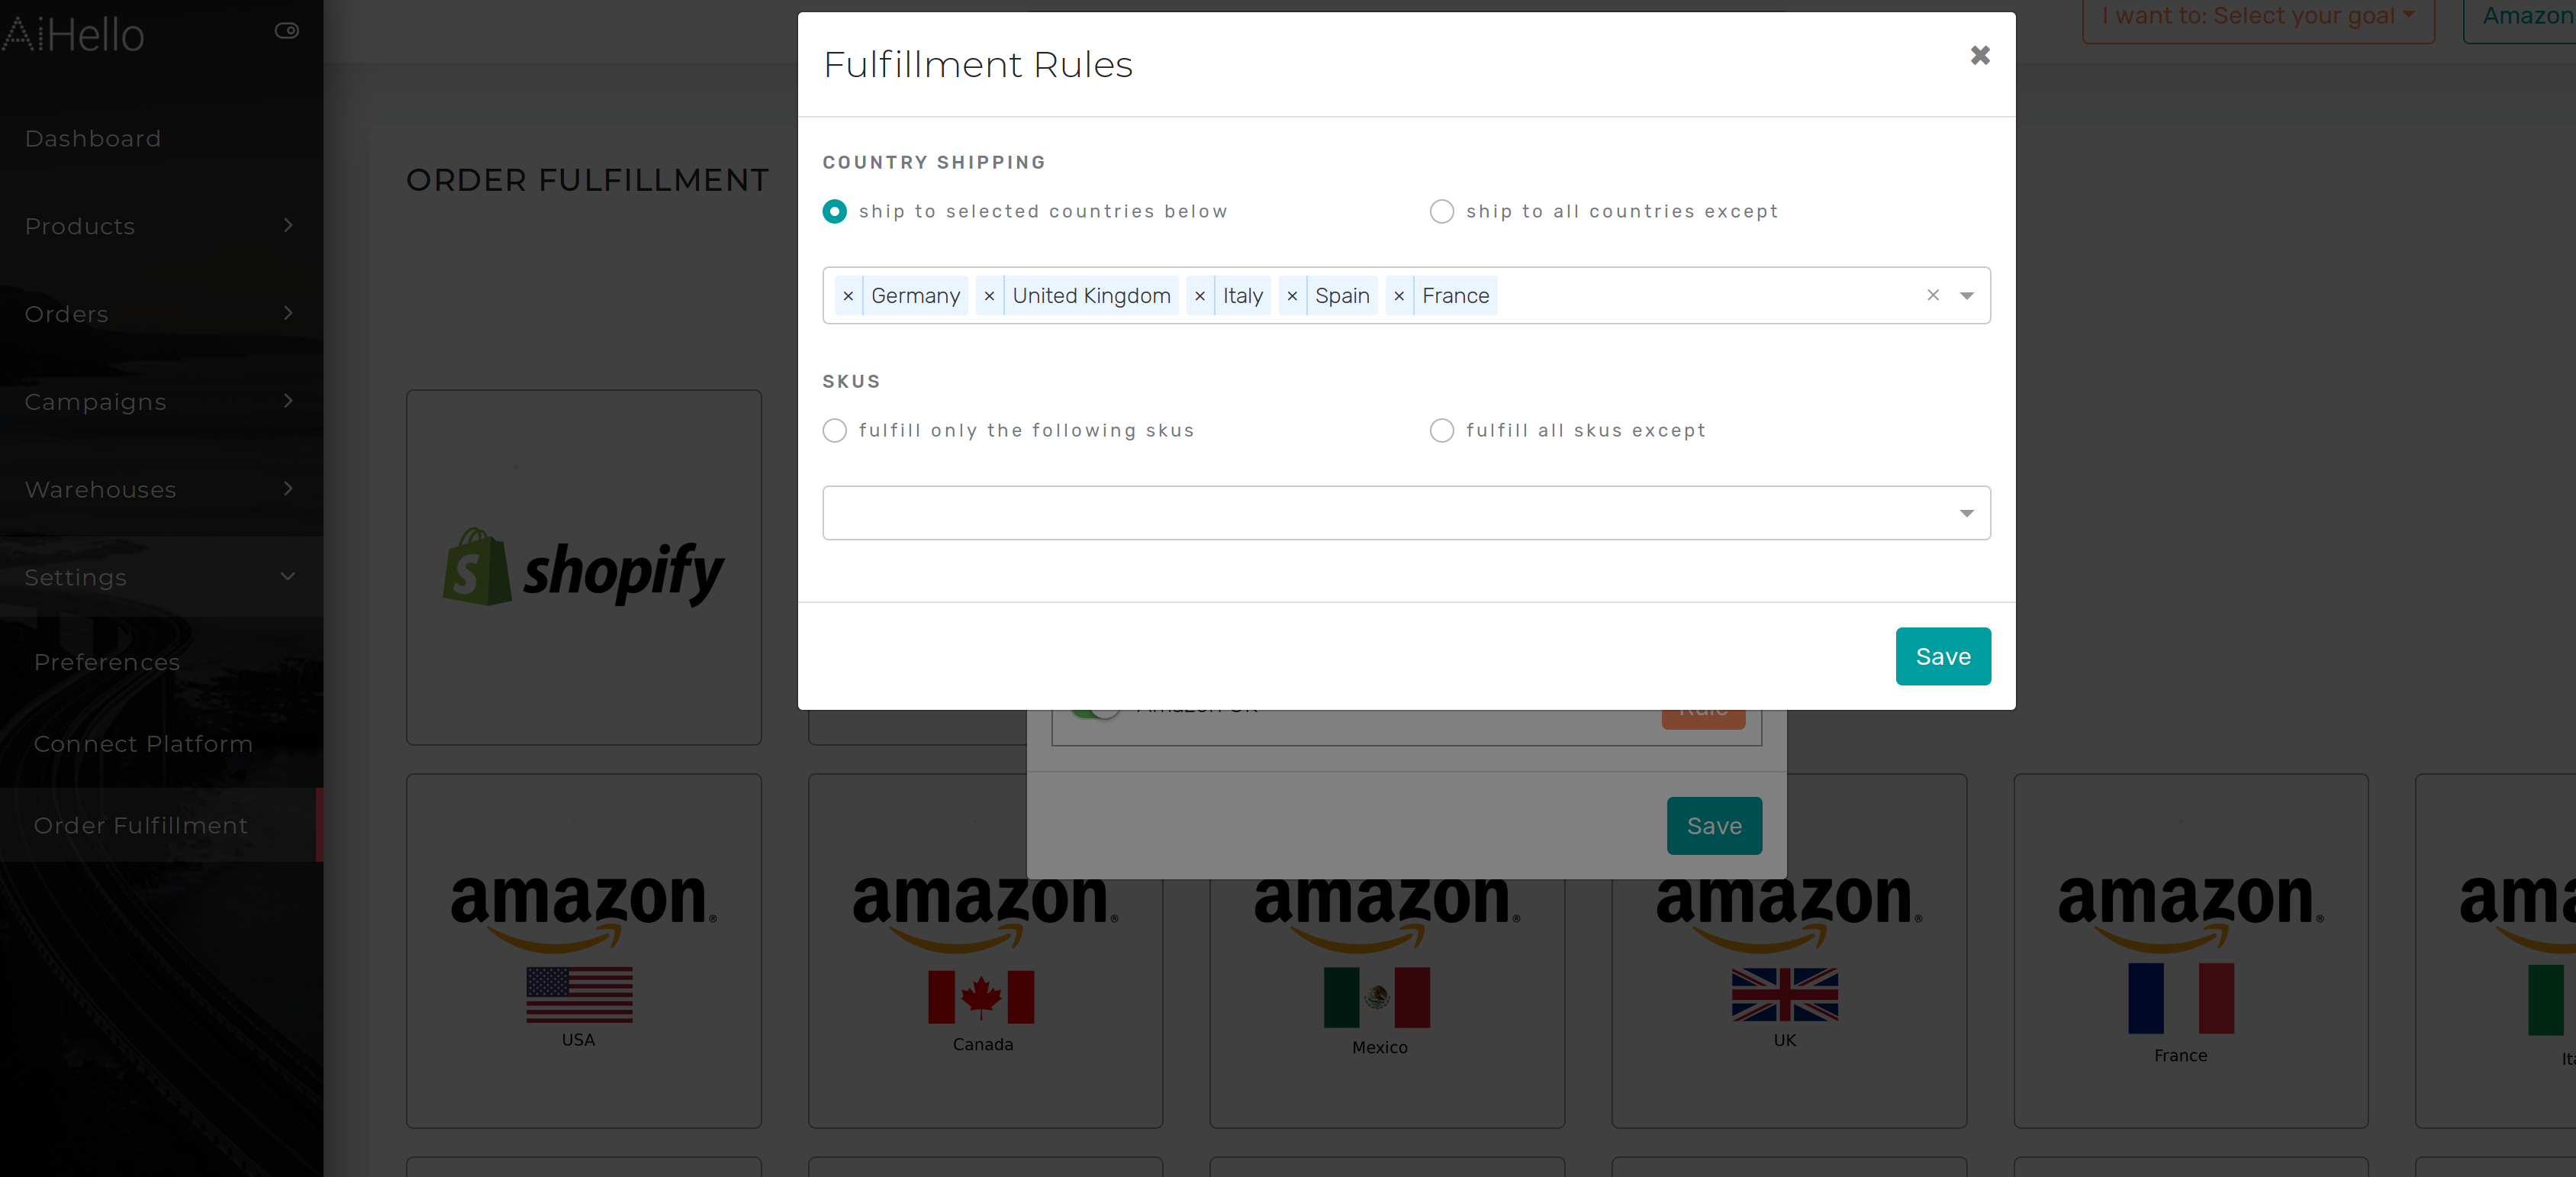 AiHello
I want to: Select your goal
Amazon
Fulfillment Rules
Dashboard
COUNTRY SHIPPING
ORDER FULFILLMENT
ship to selected countries below
ship to all countries except
Products
Germany
United Kingdom
Italy
Spain
France
Orders
SKUS
Campaigns
fulfill only the following skus
fulfill all skus except
Warehouses
shopify
Settings
Save
Preferences
Connect Platform
Save
Order Fulfillment
amazon
amazon
amazon
amazon
amazon
USA
Canada
Mexico
UK
France